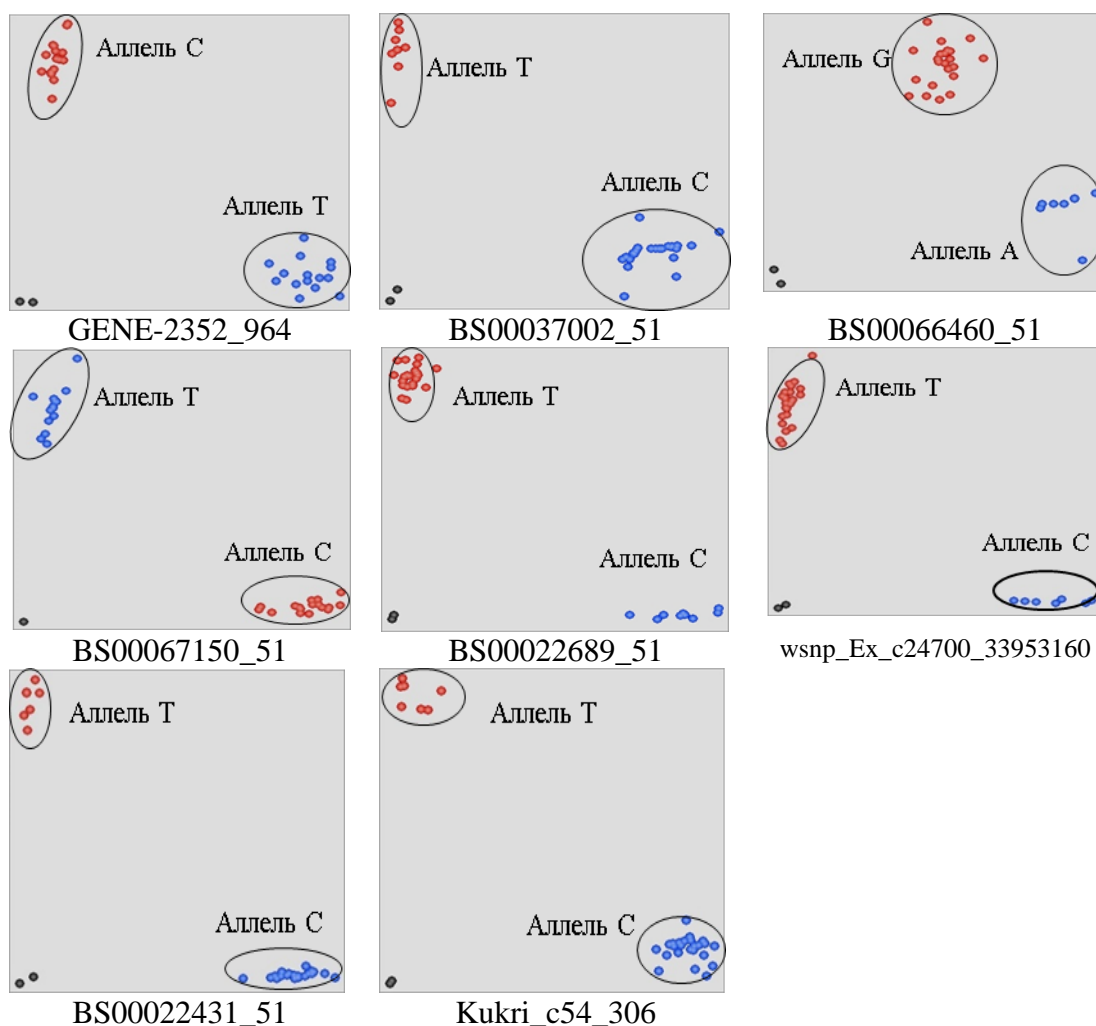 Аллель C
Аллель T
GENE-2352_964
Аллель T
Аллель C
BS00037002_51
Аллель G
Аллель A
BS00066460_51
Аллель T
Аллель C
BS00067150_51
Аллель T
Аллель C
BS00022689_51
Аллель T
Аллель C
wsnp_Ex_c24700_33953160
Аллель T
Аллель C
BS00022431_51
Аллель T
Аллель C
Kukri_c54_306